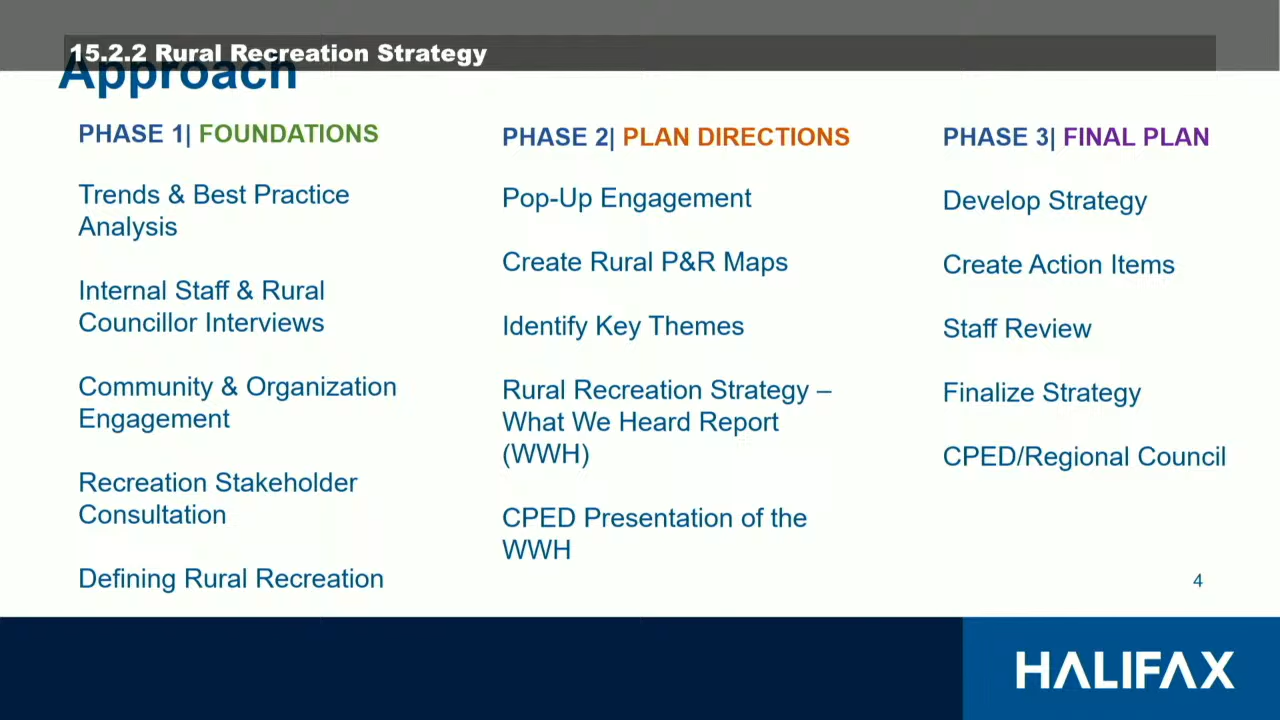 15.2.2 Rural Recreation Strategy
Approach
PHASE 1| FOUNDATIONS
Trends & Best Practice
Analysis
Internal Staff & Rural
Councillor Interviews
Community & Organization
Engagement
Recreation Stakeholder
Consultation
Defining Rural Recreation
PHASE 2| PLAN DIRECTIONS
Pop-Up Engagement
Create Rural P&R Maps
Identify Key Themes
Rural Recreation Strategy –
What We Heard Report
(WWH)
CPED Presentation of the
WWH
PHASE 3| FINAL PLAN
Develop Strategy
Create Action Items
Staff Review
Finalize Strategy
CPED/Regional Council
4
HALIFAX